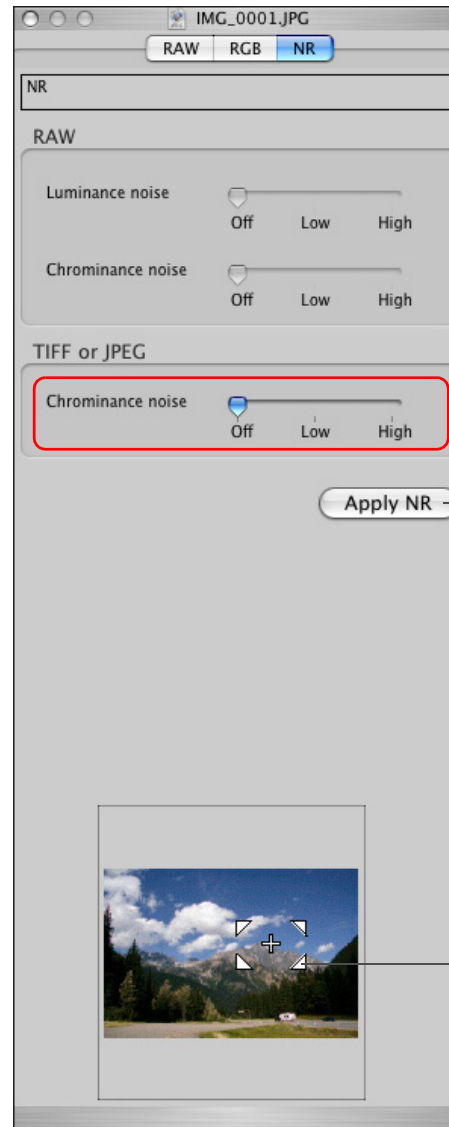 IMG_0001.JPG
RAW RGB NR
NR
RAW
Luminance noise
Off Low High
Chrominance noise
Off Low High
TIFF or JPEG
Chrominance noise
Off Low High
Apply NR